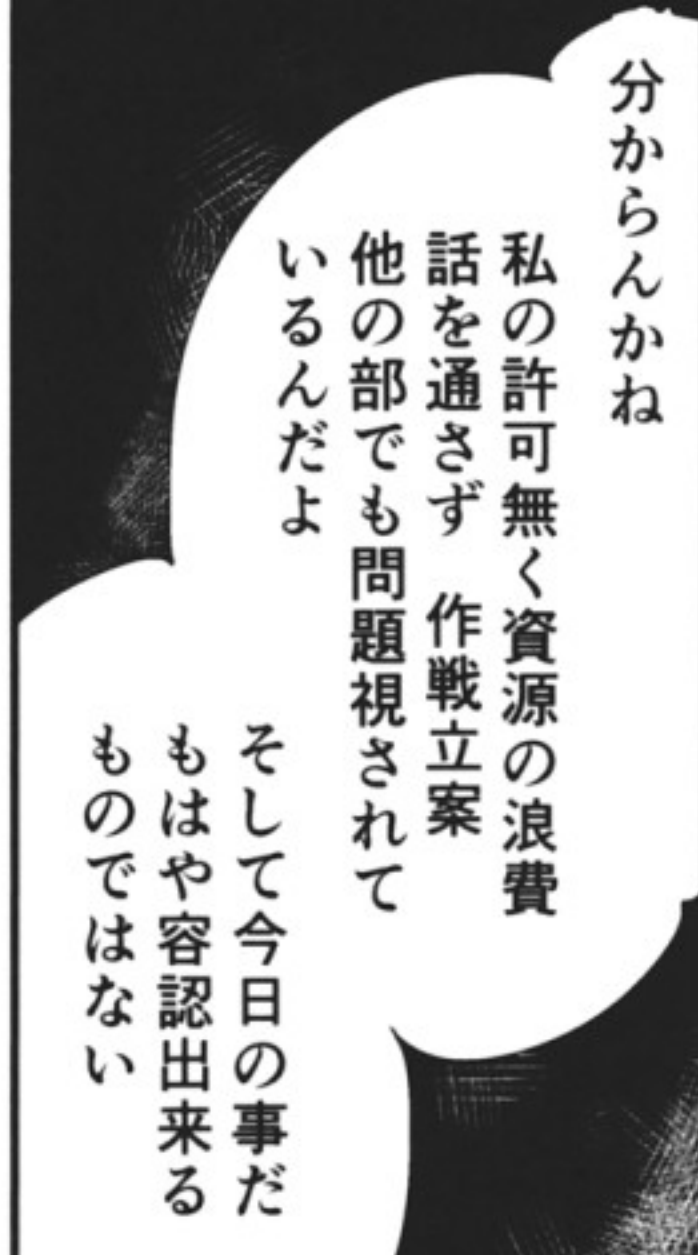 分からんかね
私の許可無く資源の浪費
話を通さず　作戦立案
他の部でも問題視されて
いるんだよ
そして今日の事だ
もはや容認出来る
ものではない